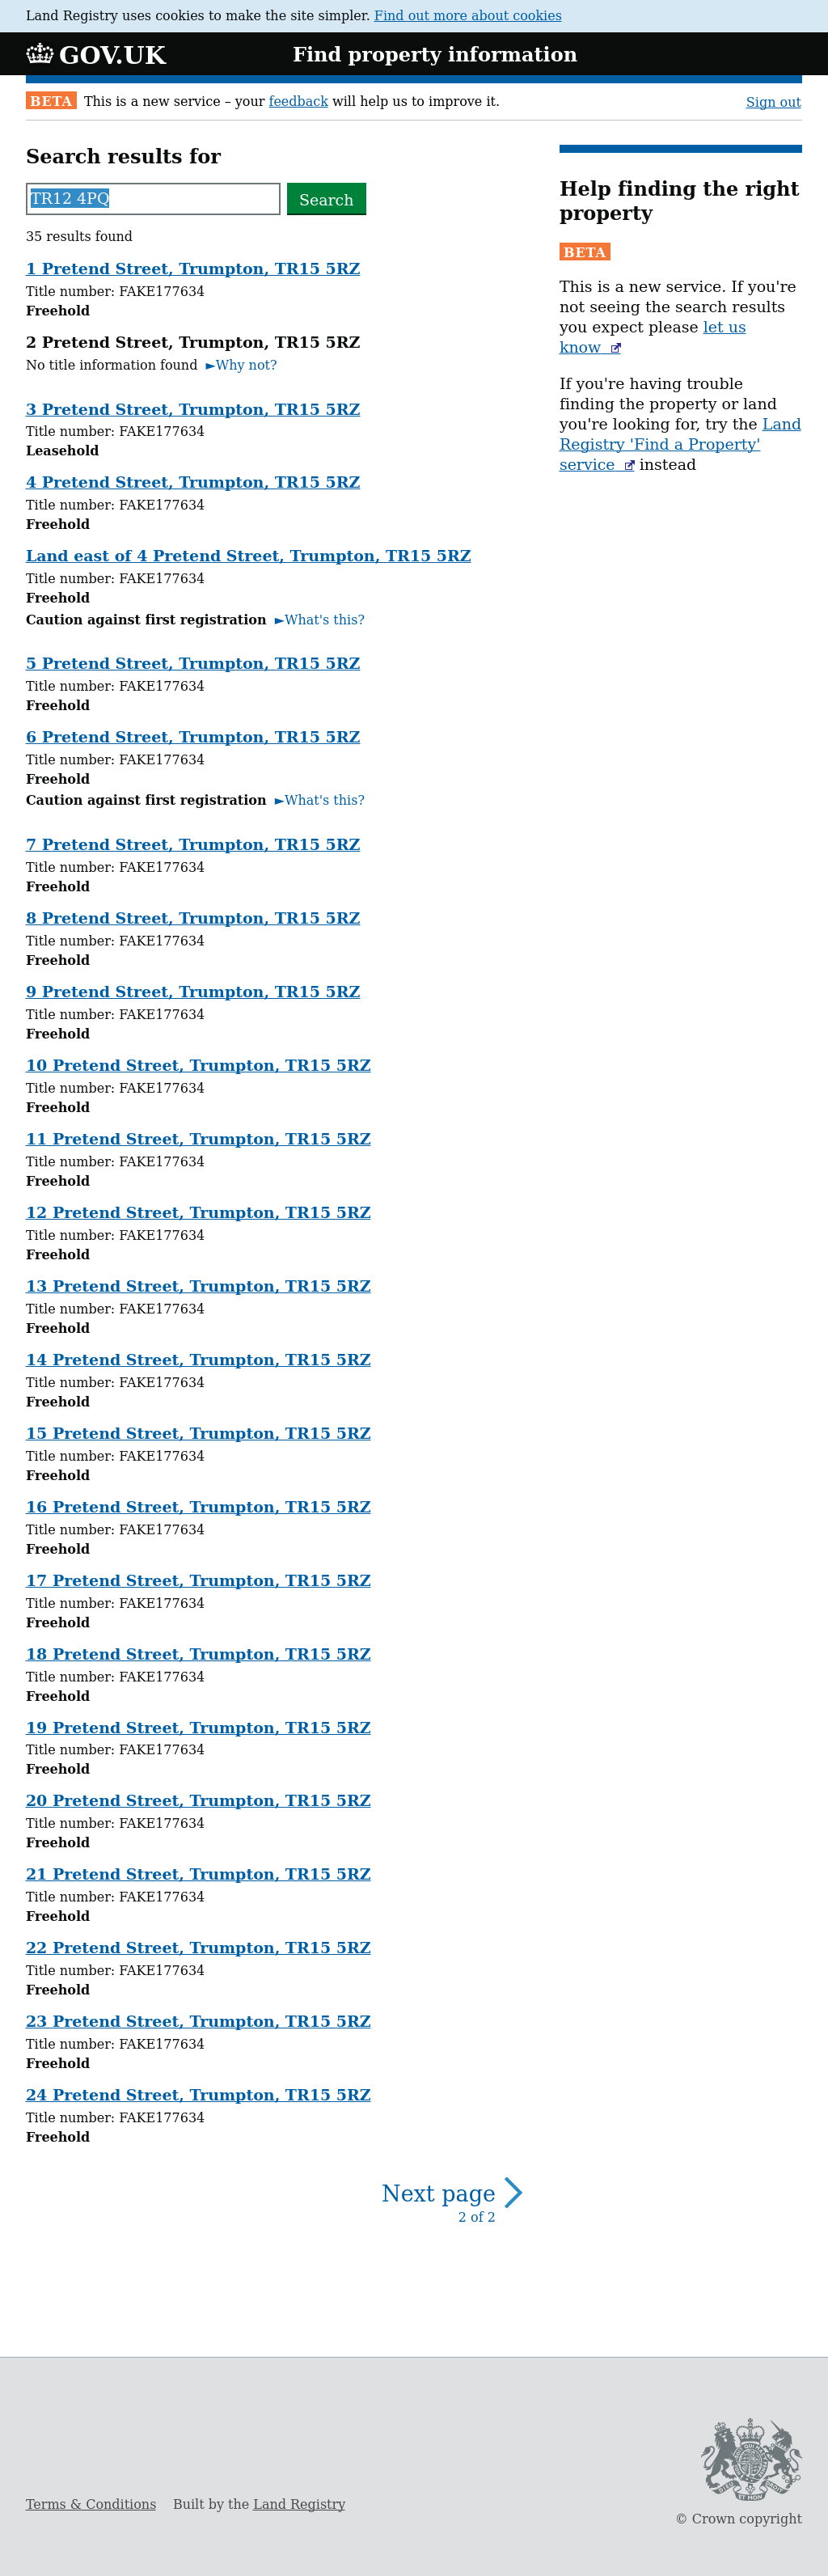 Land Registry uses cookies to make the site simpler. Find out more about cookies
GOV.UK
Find property information
BETA This is a new service – your feedback will help us to improve it.
Sign out
Search results for
TR12 4PQ
Search
35 results found
1 Pretend Street, Trumpton, TR15 5RZ
Title number: FAKE177634
Freehold
2 Pretend Street, Trumpton, TR15 5RZ
No title information found ►Why not?
3 Pretend Street, Trumpton, TR15 5RZ
Title number: FAKE177634
Leasehold
4 Pretend Street, Trumpton, TR15 5RZ
Title number: FAKE177634
Freehold
Land east of 4 Pretend Street, Trumpton, TR15 5RZ
Title number: FAKE177634
Freehold
Caution against first registration ►What's this?
5 Pretend Street, Trumpton, TR15 5RZ
Title number: FAKE177634
Freehold
6 Pretend Street, Trumpton, TR15 5RZ
Title number: FAKE177634
Freehold
Caution against first registration ►What's this?
7 Pretend Street, Trumpton, TR15 5RZ
Title number: FAKE177634
Freehold
8 Pretend Street, Trumpton, TR15 5RZ
Title number: FAKE177634
Freehold
9 Pretend Street, Trumpton, TR15 5RZ
Title number: FAKE177634
Freehold
10 Pretend Street, Trumpton, TR15 5RZ
Title number: FAKE177634
Freehold
11 Pretend Street, Trumpton, TR15 5RZ
Title number: FAKE177634
Freehold
12 Pretend Street, Trumpton, TR15 5RZ
Title number: FAKE177634
Freehold
13 Pretend Street, Trumpton, TR15 5RZ
Title number: FAKE177634
Freehold
14 Pretend Street, Trumpton, TR15 5RZ
Title number: FAKE177634
Freehold
15 Pretend Street, Trumpton, TR15 5RZ
Title number: FAKE177634
Freehold
16 Pretend Street, Trumpton, TR15 5RZ
Title number: FAKE177634
Freehold
17 Pretend Street, Trumpton, TR15 5RZ
Title number: FAKE177634
Freehold
18 Pretend Street, Trumpton, TR15 5RZ
Title number: FAKE177634
Freehold
19 Pretend Street, Trumpton, TR15 5RZ
Title number: FAKE177634
Freehold
20 Pretend Street, Trumpton, TR15 5RZ
Title number: FAKE177634
Freehold
21 Pretend Street, Trumpton, TR15 5RZ
Title number: FAKE177634
Freehold
22 Pretend Street, Trumpton, TR15 5RZ
Title number: FAKE177634
Freehold
23 Pretend Street, Trumpton, TR15 5RZ
Title number: FAKE177634
Freehold
24 Pretend Street, Trumpton, TR15 5RZ
Title number: FAKE177634
Freehold
Next page
2 of 2
Help finding the right
property
BETA
This is a new service. If you're
not seeing the search results
you expect please let us
know
If you're having trouble
finding the property or land
you're looking for, try the Land
Registry 'Find a Property'
service instead
Terms & Conditions Built by the Land Registry
© Crown copyright